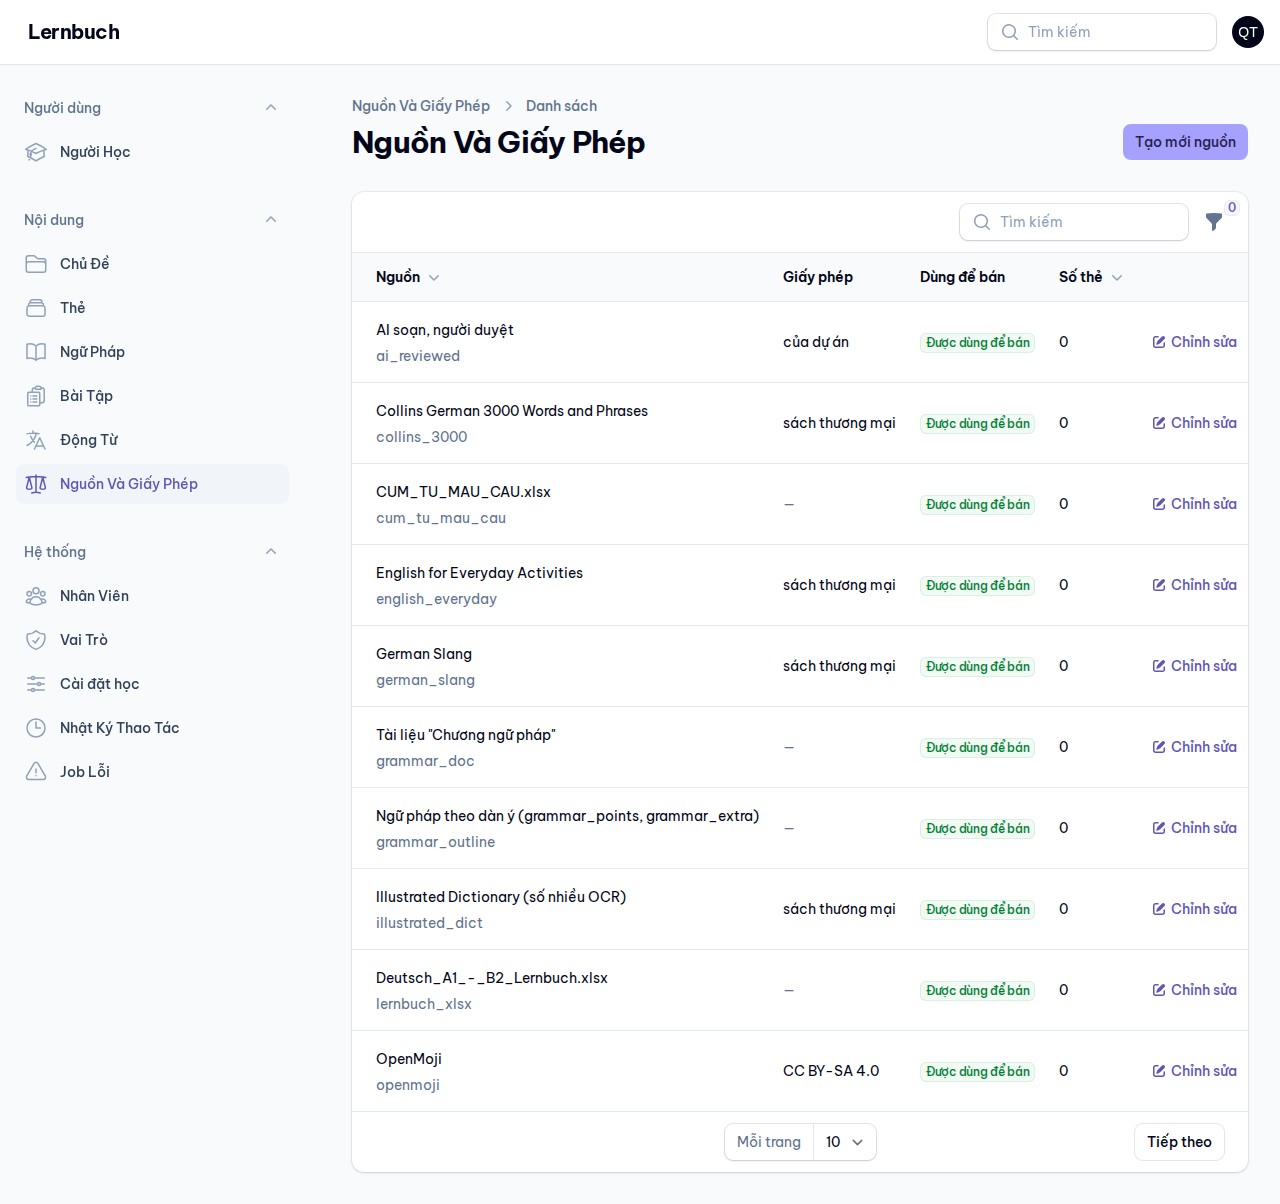 Lernbuch
Tìm kiếm
QT
Người dùng
Người Học
Nội dung
Chủ Đề
Thẻ
Ngữ Pháp
Bài Tập
Động Từ
Nguồn Và Giấy Phép
Hệ thống
Nhân Viên
Vai Trò
Cài đặt học
Nhật Ký Thao Tác
Job Lỗi
Nguồn Và Giấy Phép > Danh sách
Nguồn Và Giấy Phép
Tạo mới nguồn
Tìm kiếm
0
Nguồn Giấy phép Dùng để bán Số thẻ
AI soạn, người duyệt
ai_reviewed
của dự án Được dùng để bán 0 Chỉnh sửa
Collins German 3000 Words and Phrases
collins_3000
sách thương mại Được dùng để bán 0 Chỉnh sửa
CUM_TU_MAU_CAU.xlsx
cum_tu_mau_cau
— Được dùng để bán 0 Chỉnh sửa
English for Everyday Activities
english_everyday
sách thương mại Được dùng để bán 0 Chỉnh sửa
German Slang
german_slang
sách thương mại Được dùng để bán 0 Chỉnh sửa
Tài liệu "Chương ngữ pháp"
grammar_doc
— Được dùng để bán 0 Chỉnh sửa
Ngữ pháp theo dàn ý (grammar_points, grammar_extra)
grammar_outline
— Được dùng để bán 0 Chỉnh sửa
Illustrated Dictionary (số nhiều OCR)
illustrated_dict
sách thương mại Được dùng để bán 0 Chỉnh sửa
Deutsch_A1_-_B2_Lernbuch.xlsx
lernbuch_xlsx
— Được dùng để bán 0 Chỉnh sửa
OpenMoji
openmoji
CC BY-SA 4.0 Được dùng để bán 0 Chỉnh sửa
Mỗi trang 10
Tiếp theo